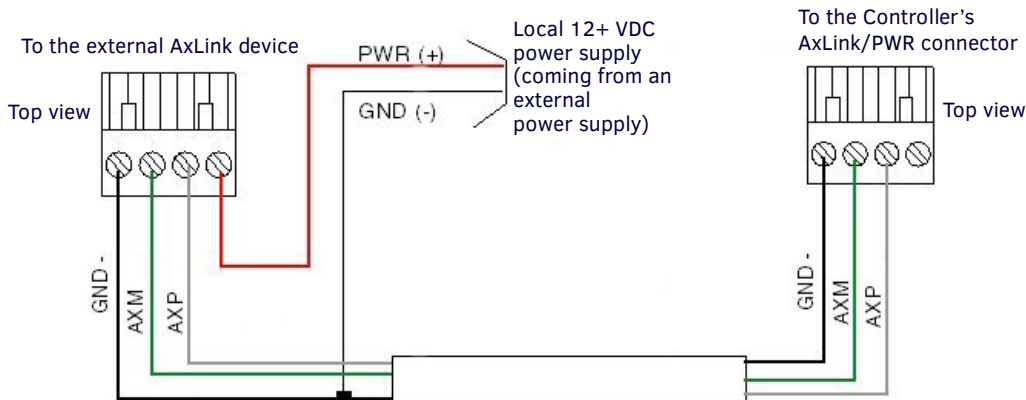 To the external AxLink device
Top view
PWR (+)
GND (-)
Local 12+ VDC
power supply
(coming from an
external
power supply)
To the Controller's
AxLink/PWR connector
Top view
GND -
AXM
AXP
GND -
AXM
AXP